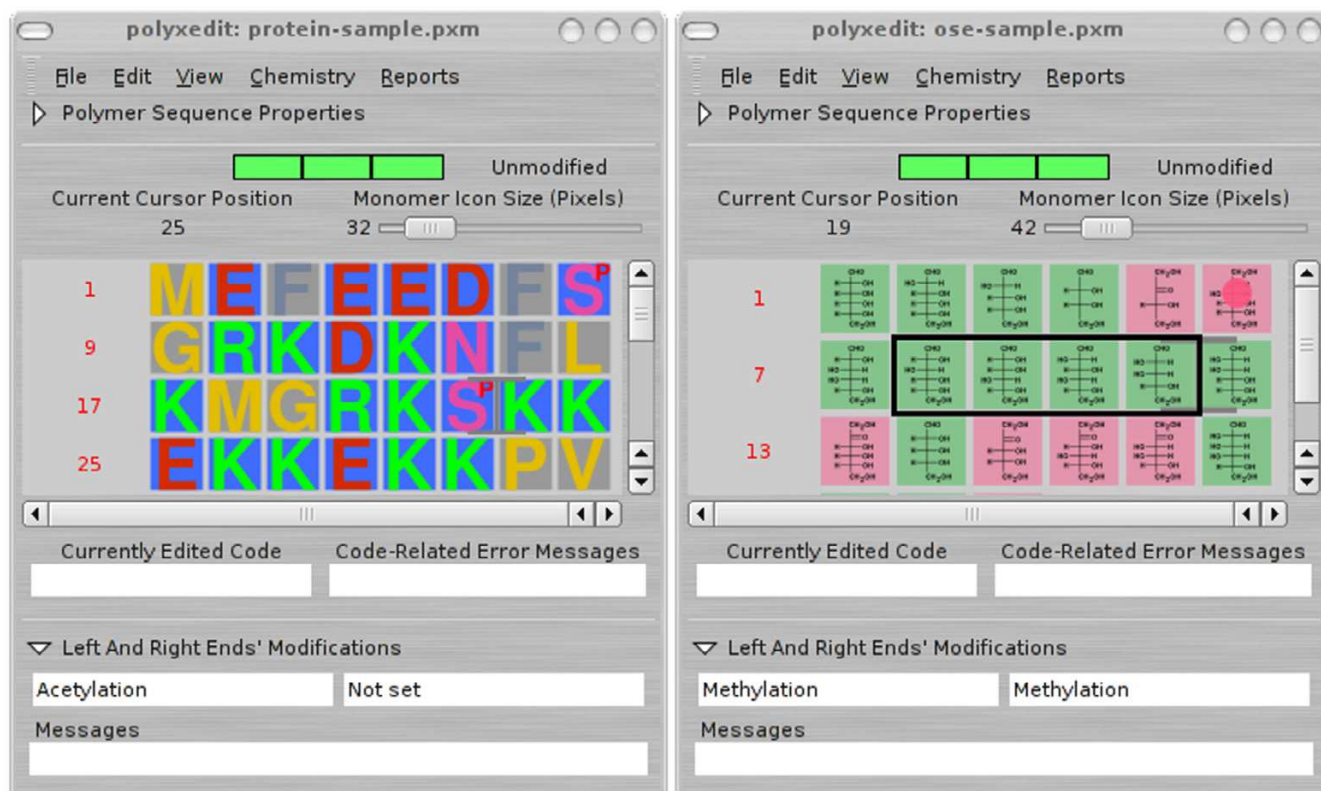 polyxedit: protein-sample.pxm
File Edit View Chemistry Reports
Polymer Sequence Properties
Unmodified
Current Cursor Position Monomer Icon Size (Pixels)
25 32
1 M E F E E D F S P
9 G R K D K N F L
17 K M G R K S P K K
25 E K K E K K P V
Currently Edited Code Code-Related Error Messages
Left And Right Ends' Modifications
Acetylation Not set
Messages
polyxedit: ose-sample.pxm
File Edit View Chemistry Reports
Polymer Sequence Properties
Unmodified
Current Cursor Position Monomer Icon Size (Pixels)
19 42
1
7
13
Currently Edited Code Code-Related Error Messages
Left And Right Ends' Modifications
Methylation Methylation
Messages